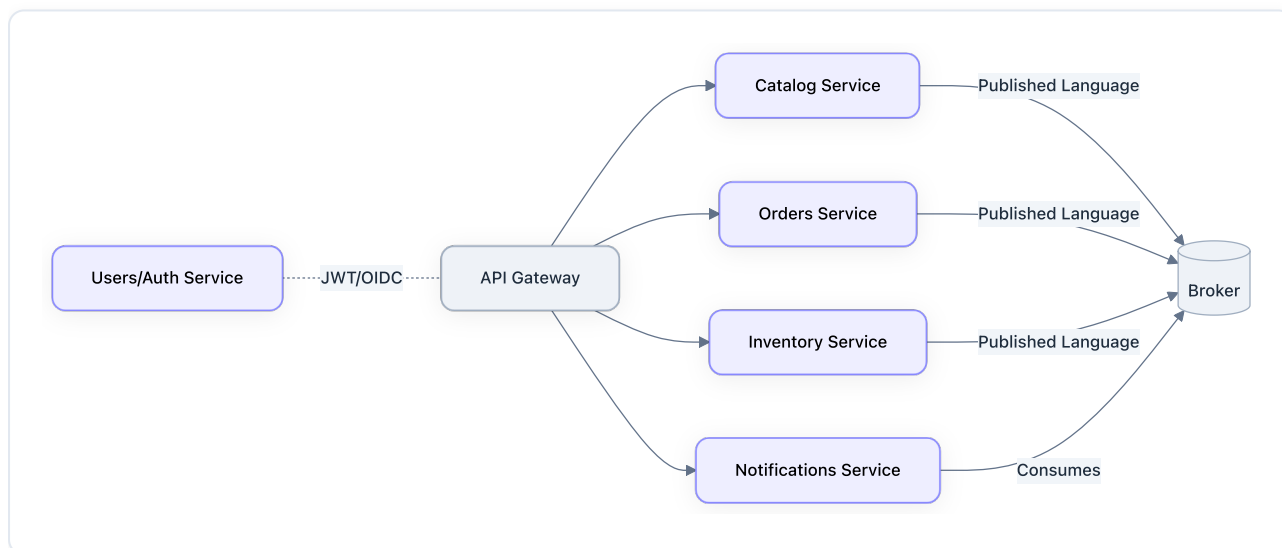 Catalog Service
Published Language
Orders Service
Published Language
Users/Auth Service
JWT/OIDC
API Gateway
Broker
Inventory Service
Published Language
Notifications Service
Consumes